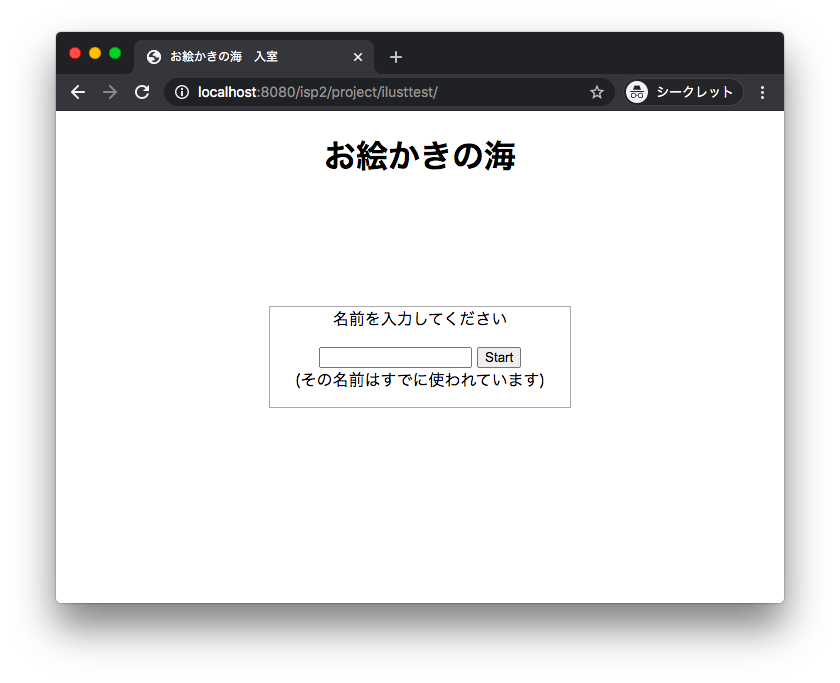 お絵かきの海　入室
localhost:8080/isp2/project/ilusttest/
シークレット
お絵かきの海
名前を入力してください
Start
(その名前はすでに使われています)